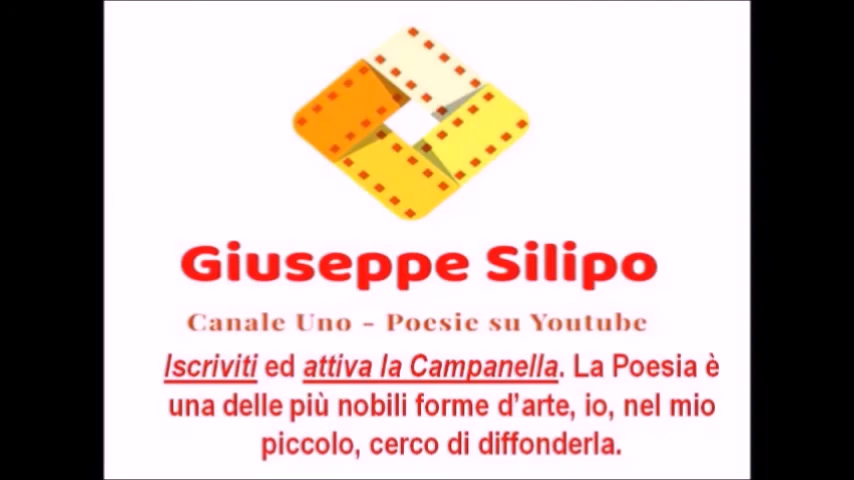 Giuseppe Silipo
Canale Uno - Poesie su Youtube
Iscriviti ed attiva la Campanella. La Poesia è
una delle più nobili forme d'arte, io, nel mio
piccolo, cerco di diffonderla.